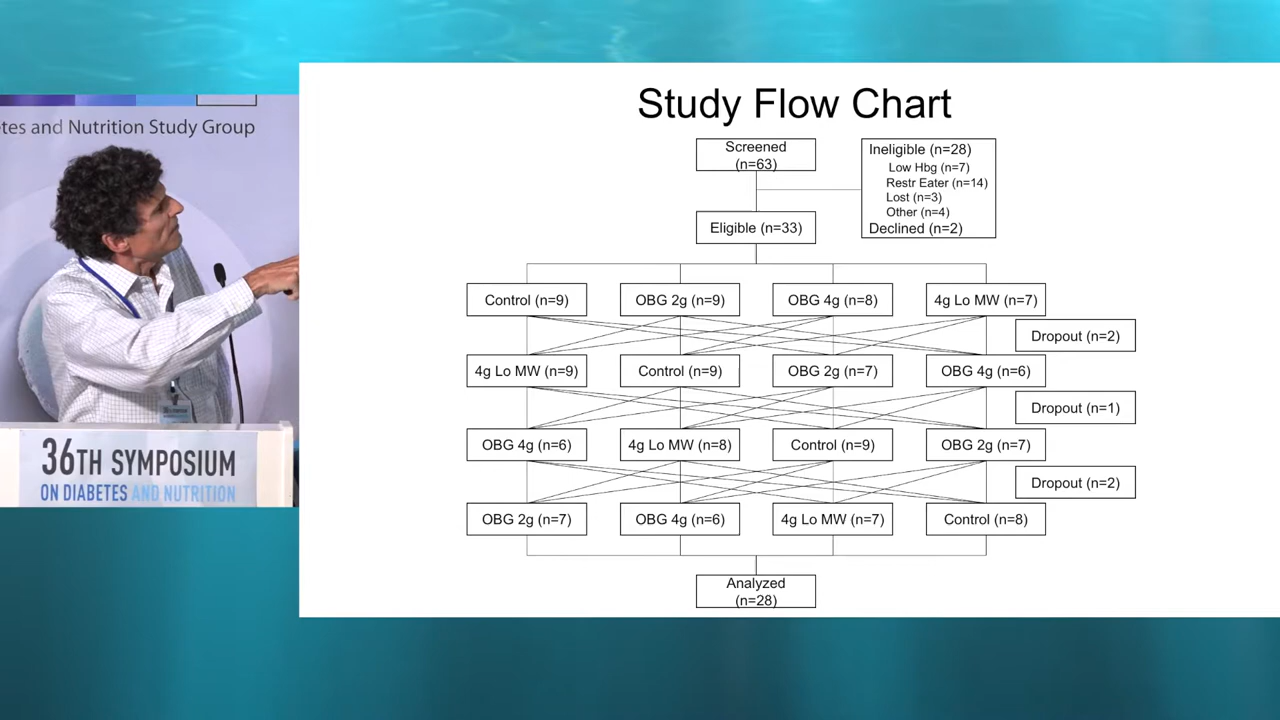 etes and Nutrition Study Group
36TH SYMPOSIUM
ON DIABETES AND NUTRITION
Study Flow Chart
Screened
(n=63)
Ineligible (n=28)
Low Hbg (n=7)
Restr Eater (n=14)
Lost (n=3)
Other (n=4)
Declined (n=2)
Eligible (n=33)
Control (n=9)
OBG 2g (n=9)
OBG 4g (n=8)
4g Lo MW (n=7)
Dropout (n=2)
4g Lo MW (n=9)
Control (n=9)
OBG 2g (n=7)
OBG 4g (n=6)
Dropout (n=1)
OBG 4g (n=6)
4g Lo MW (n=8)
Control (n=9)
OBG 2g (n=7)
Dropout (n=2)
OBG 2g (n=7)
OBG 4g (n=6)
4g Lo MW (n=7)
Control (n=8)
Analyzed
(n=28)